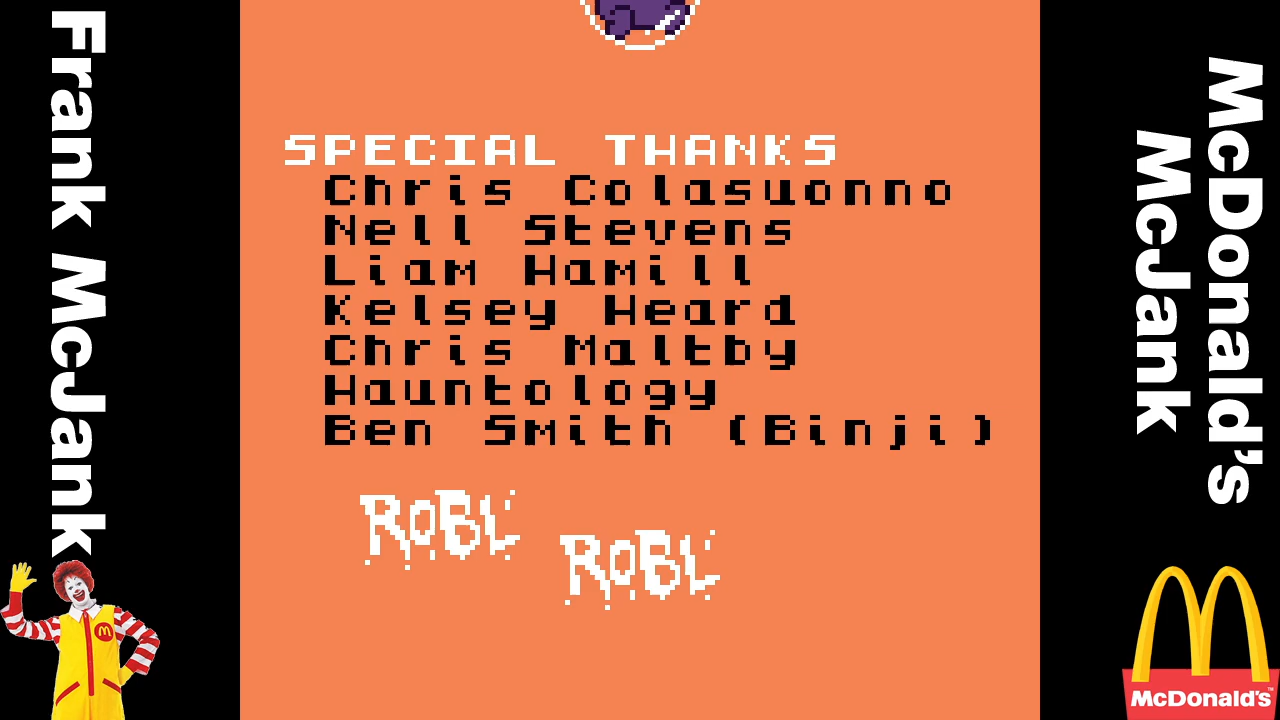 Frank McJank
SPECIAL THANKS
Chris Colasuonno
Nell Stevens
Liam Hamill
Kelsey Heard
Chris Maltby
Hauntology
Ben Smith (Binji)
ROBL
ROBL
McDonald's
McJank
McDonald's™